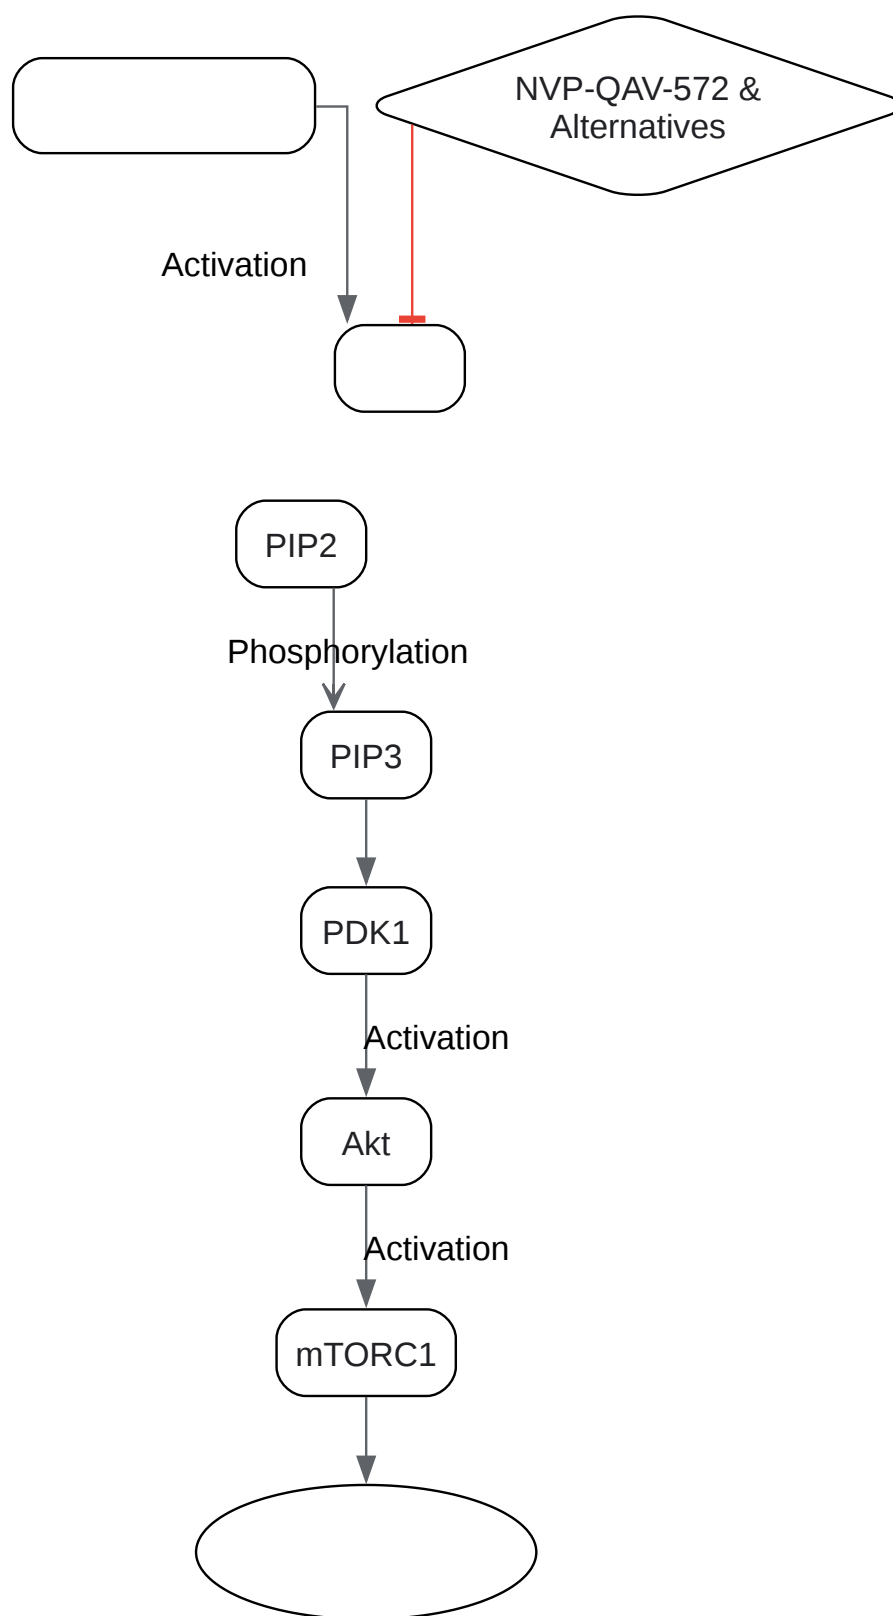 NVP-QAV-572 &
Alternatives
Activation
PIP2
Phosphorylation
PIP3
PDK1
Activation
Akt
Activation
mTORC1